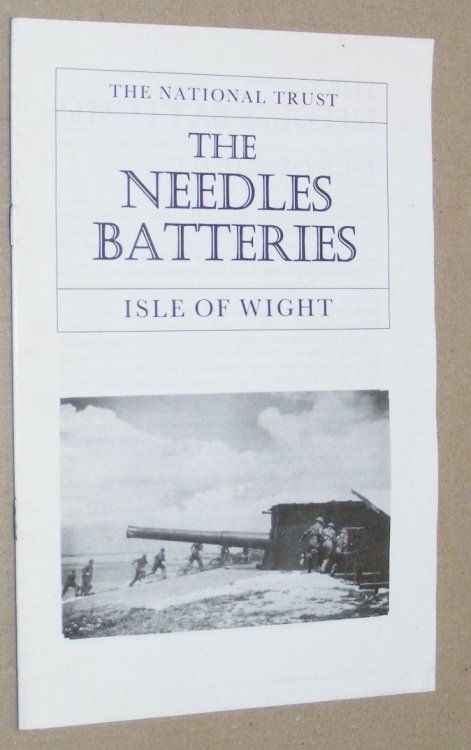 THE NATIONAL TRUST
THE
NEEDLES
BATTERIES
ISLE OF WIGHT